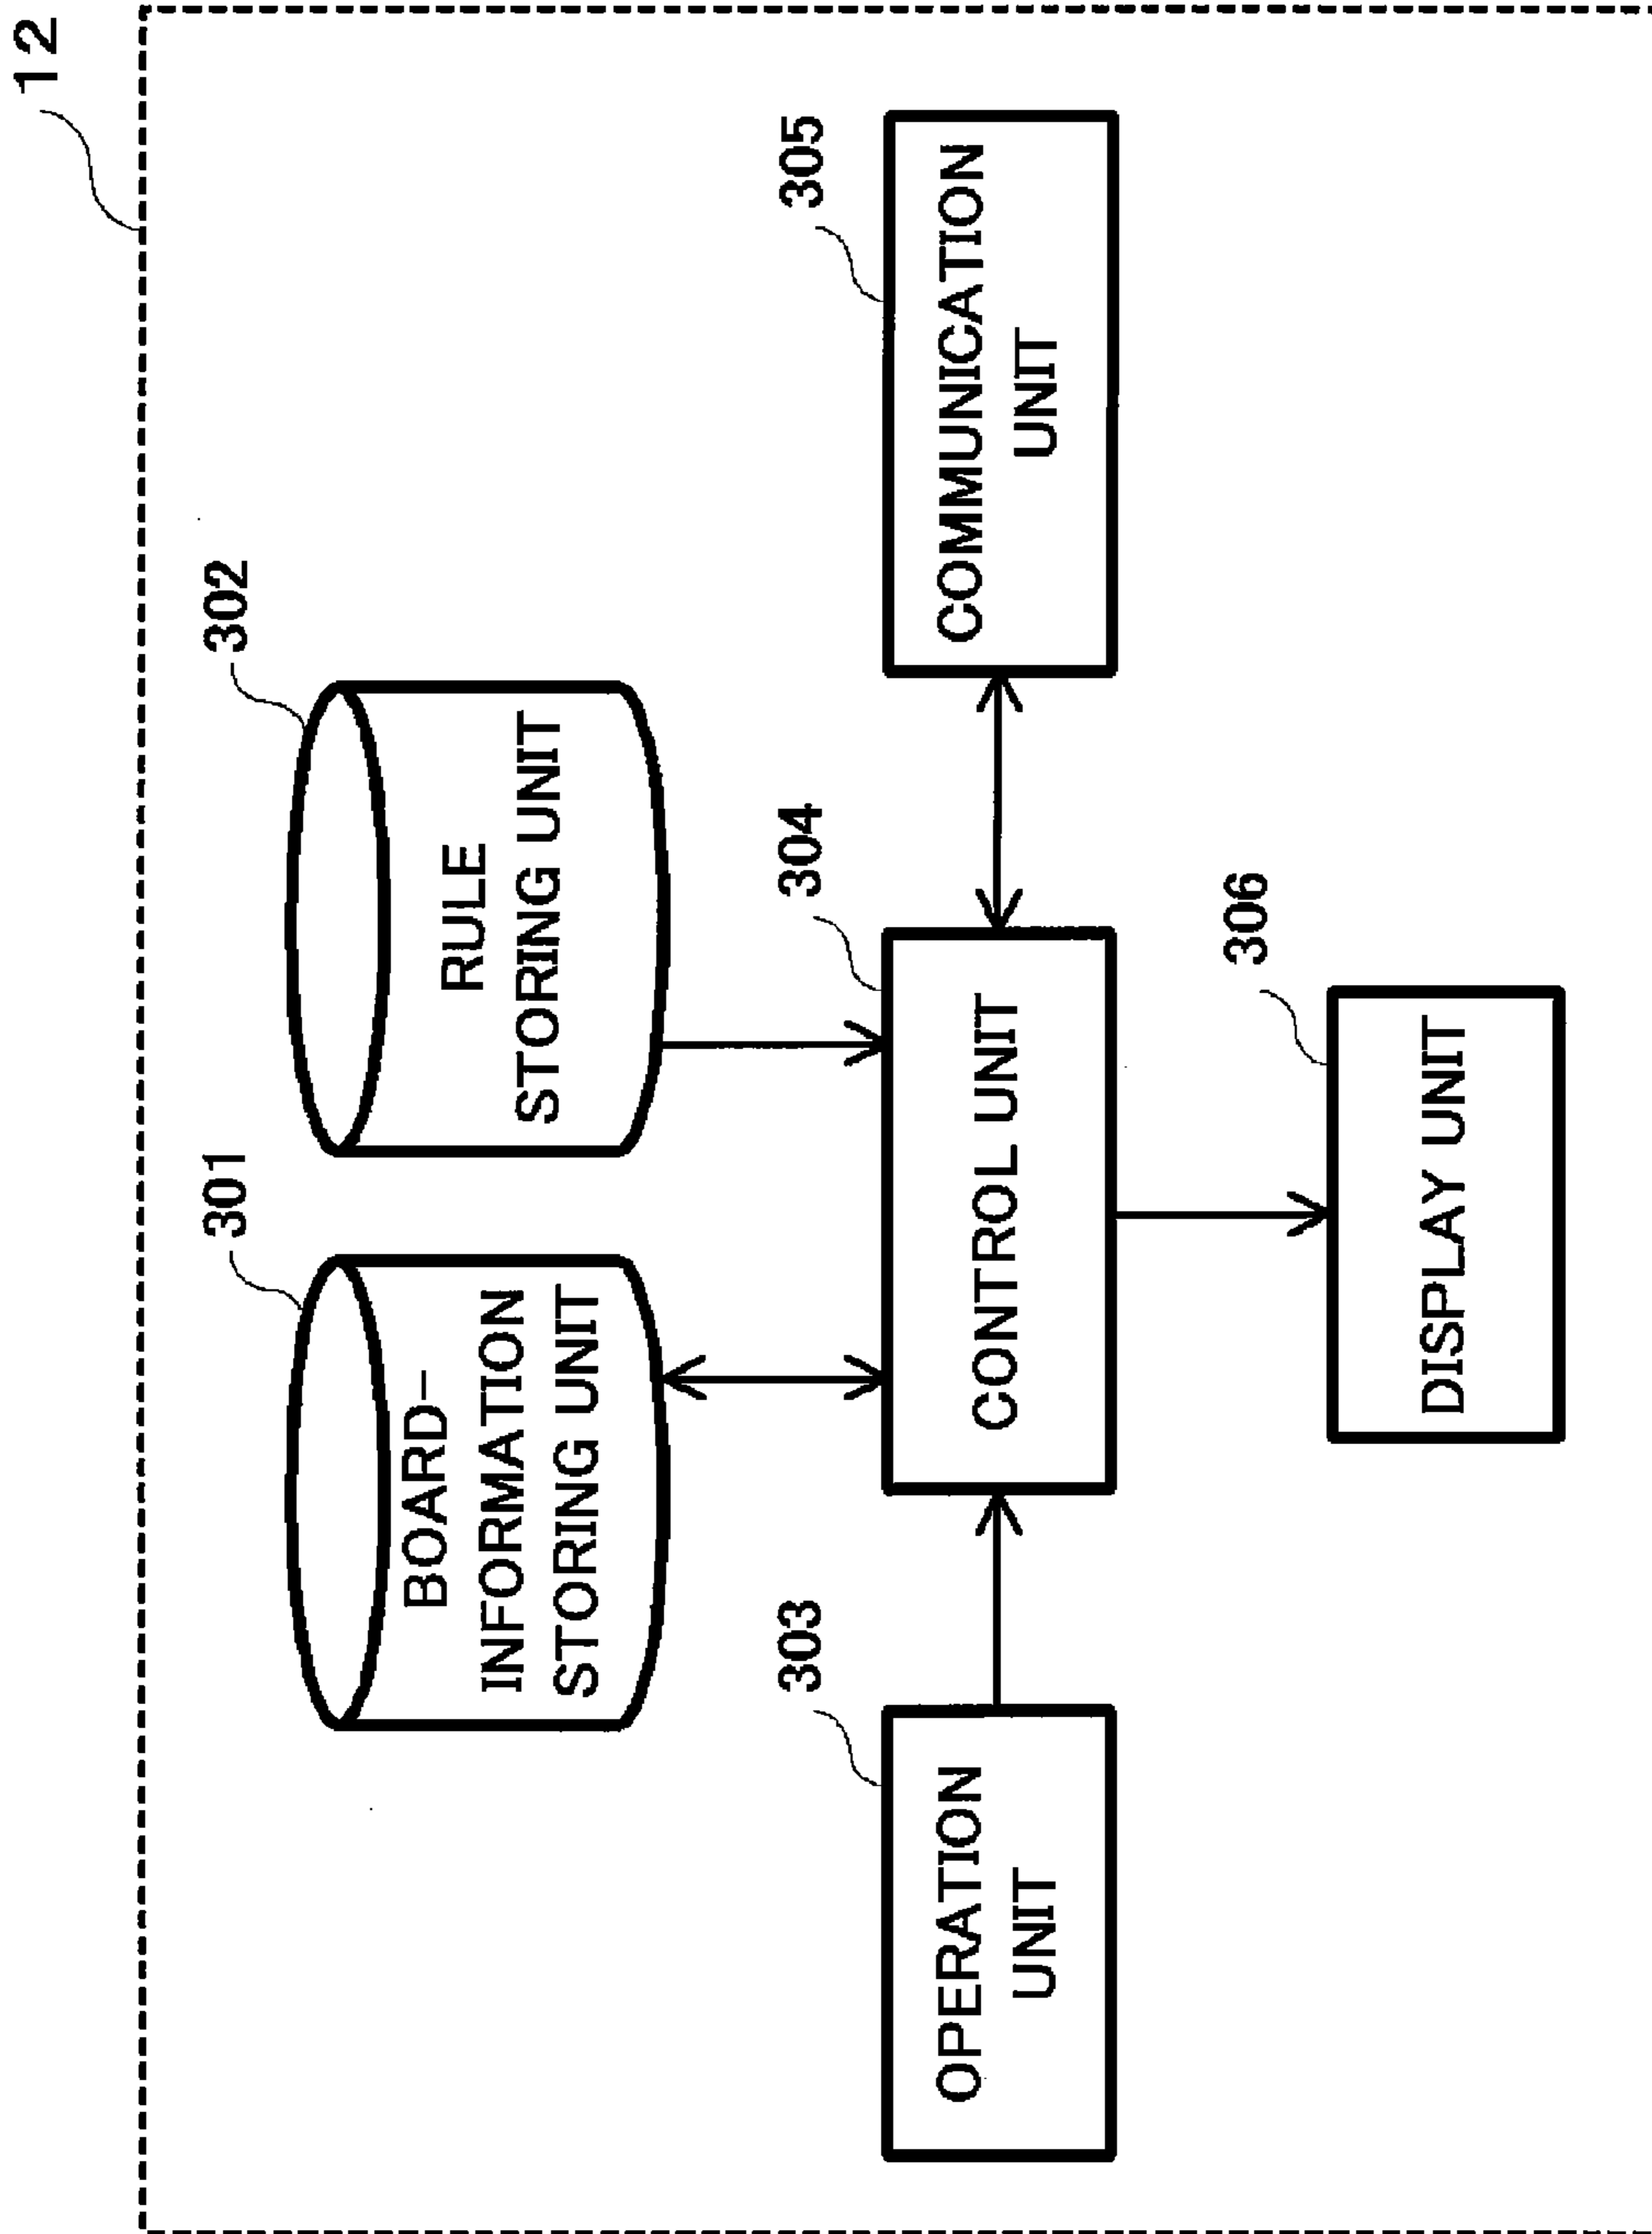 12
301
BOARD-
INFORMATION
STORING UNIT
302
RULE
STORING UNIT
303
OPERATION
UNIT
304
CONTROL UNIT
305
COMMUNICATION
UNIT
306
DISPLAY UNIT